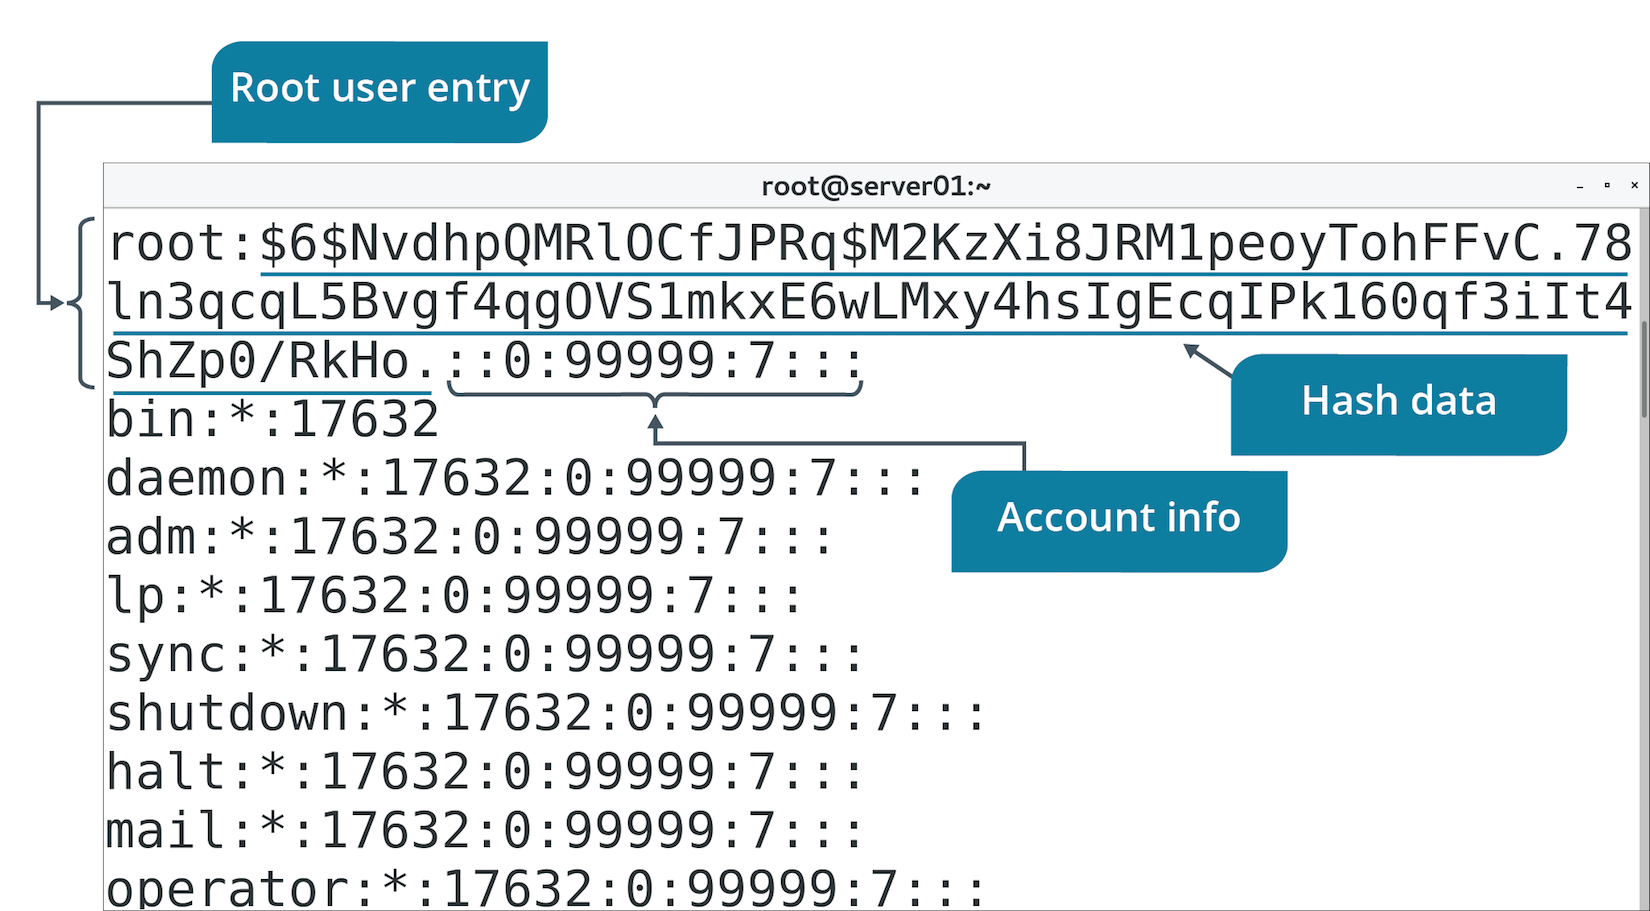 Root user entry
root@server01:~
root:$6$NvdhpQMRlOCfJPRq$M2KzXi8JRM1peoyTohFFvC.78
ln3qcqL5Bvgf4qgOVS1mkxE6wLMxy4hsIgEcqIPk160qf3iIt4
ShZp0/RkHo.::0:99999:7:::
Hash data
bin:*:17632
daemon:*:17632:0:99999:7:::
Account info
adm:*:17632:0:99999:7:::
lp:*:17632:0:99999:7:::
sync:*:17632:0:99999:7:::
shutdown:*:17632:0:99999:7:::
halt:*:17632:0:99999:7:::
mail:*:17632:0:99999:7:::
operator:*:17632:0:99999:7:::